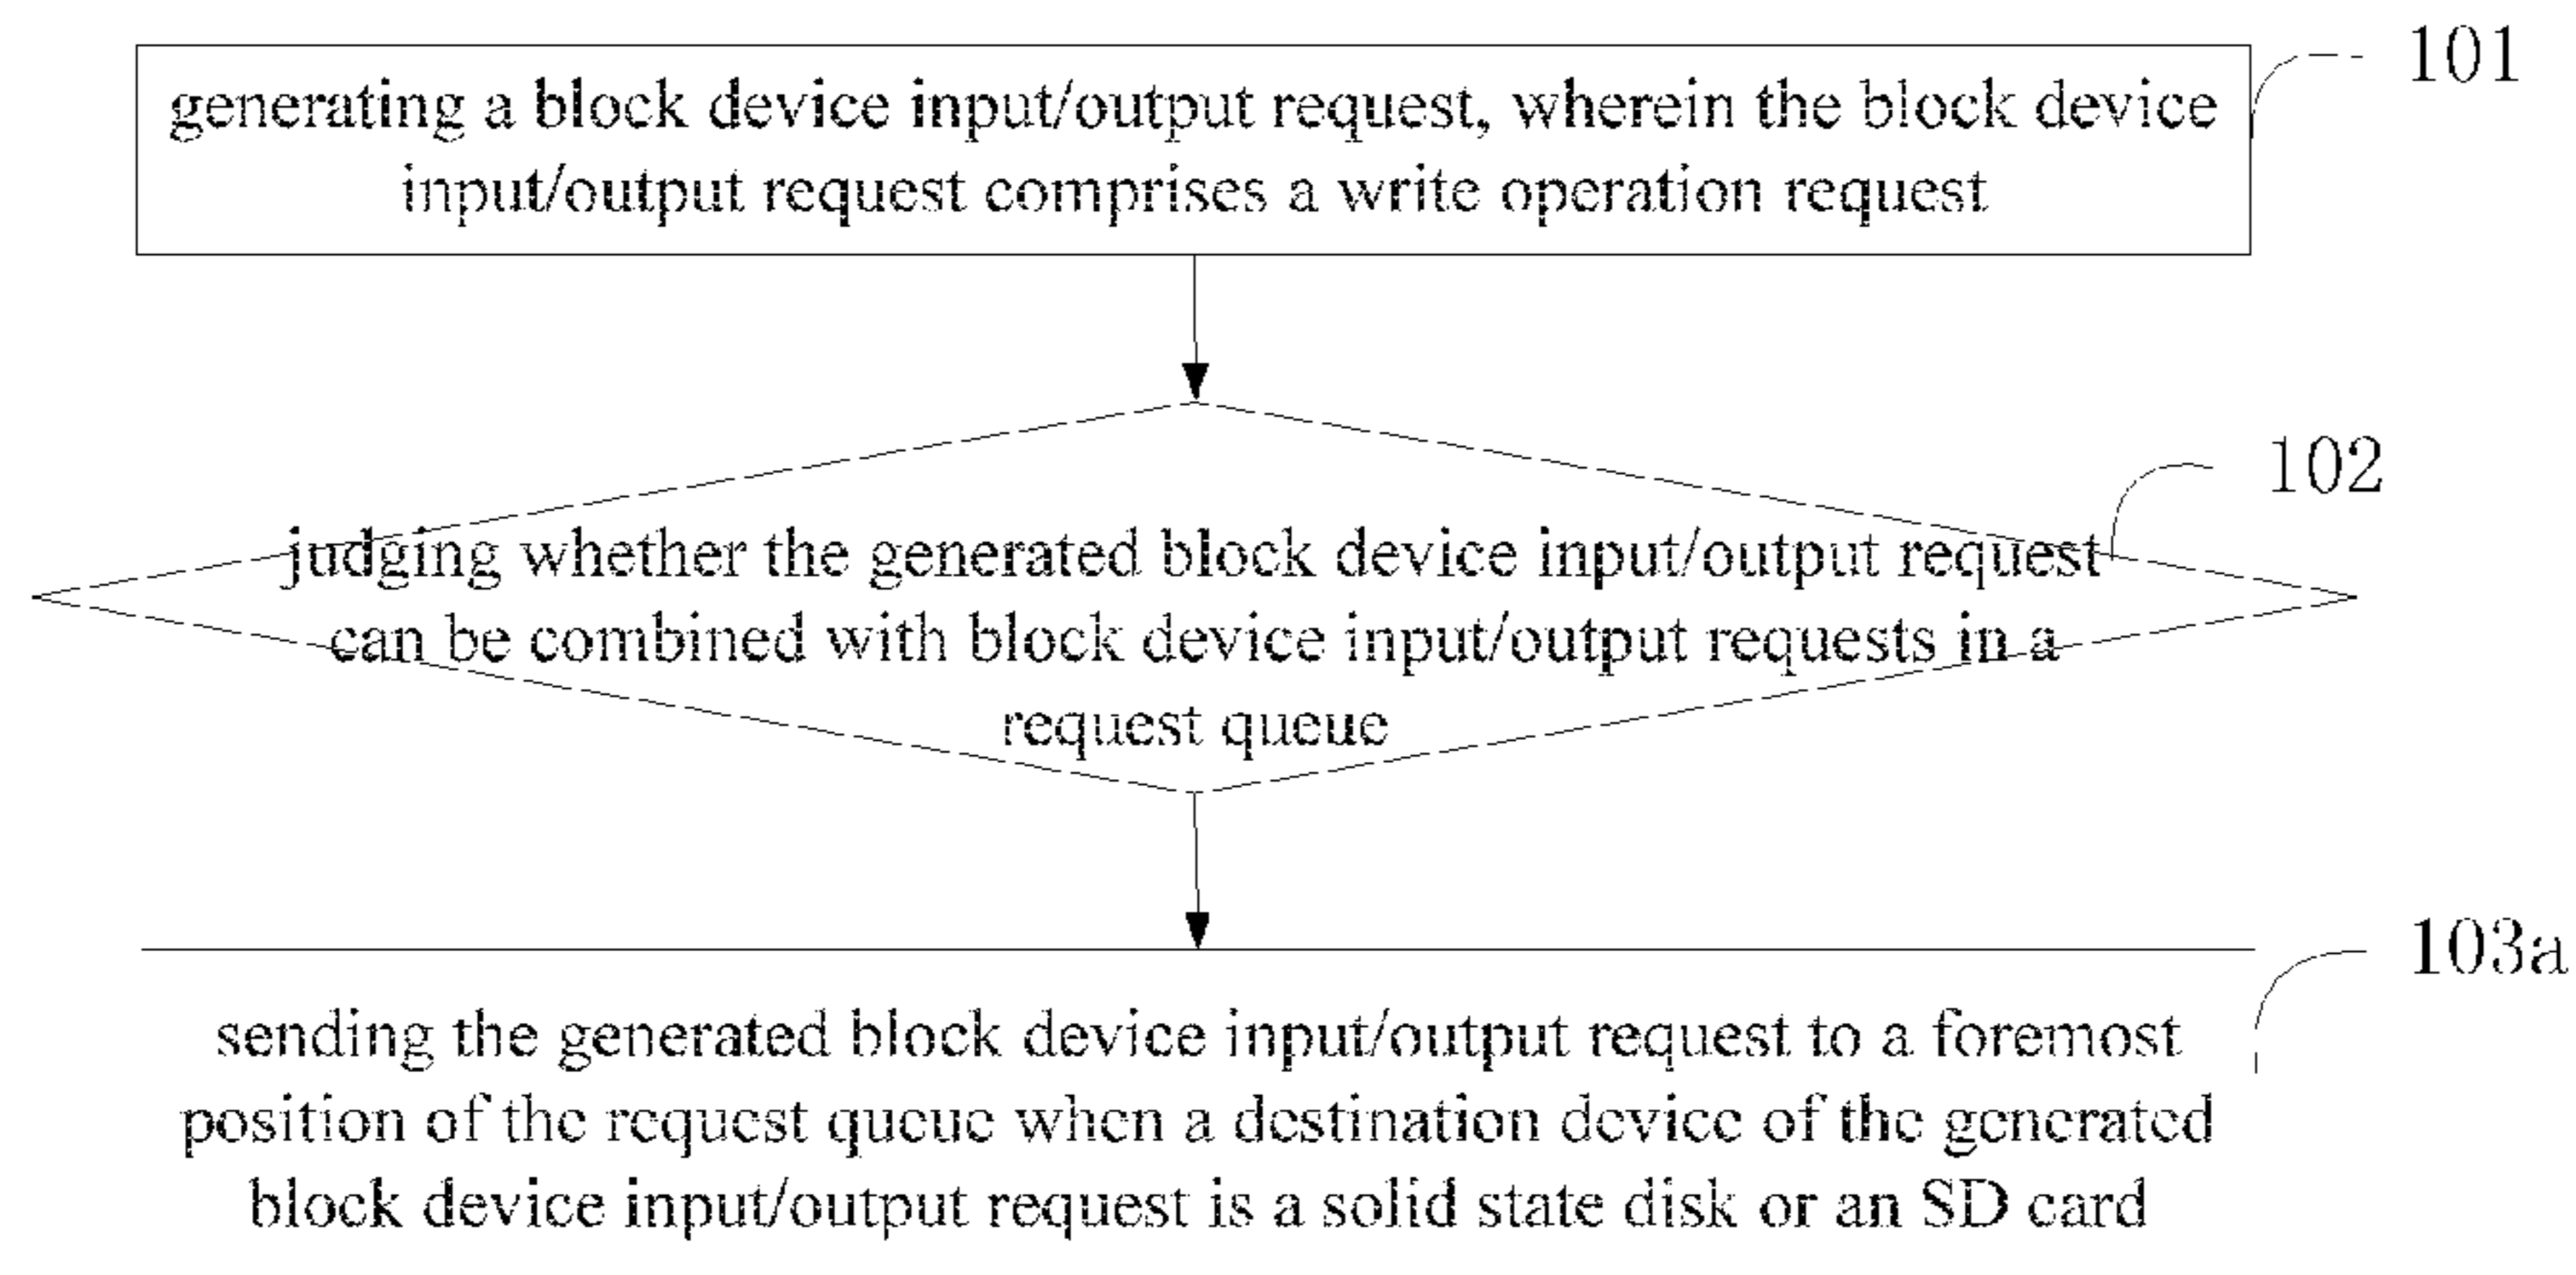 101
generating a block device input/output request, wherein the block device
input/output request comprises a write operation request
102
judging whether the generated block device input/output request
can be combined with block device input/output requests in a
request queue
103a
sending the generated block device input/output request to a foremost
position of the request queue when a destination device of the generated
block device input/output request is a solid state disk or an SD card